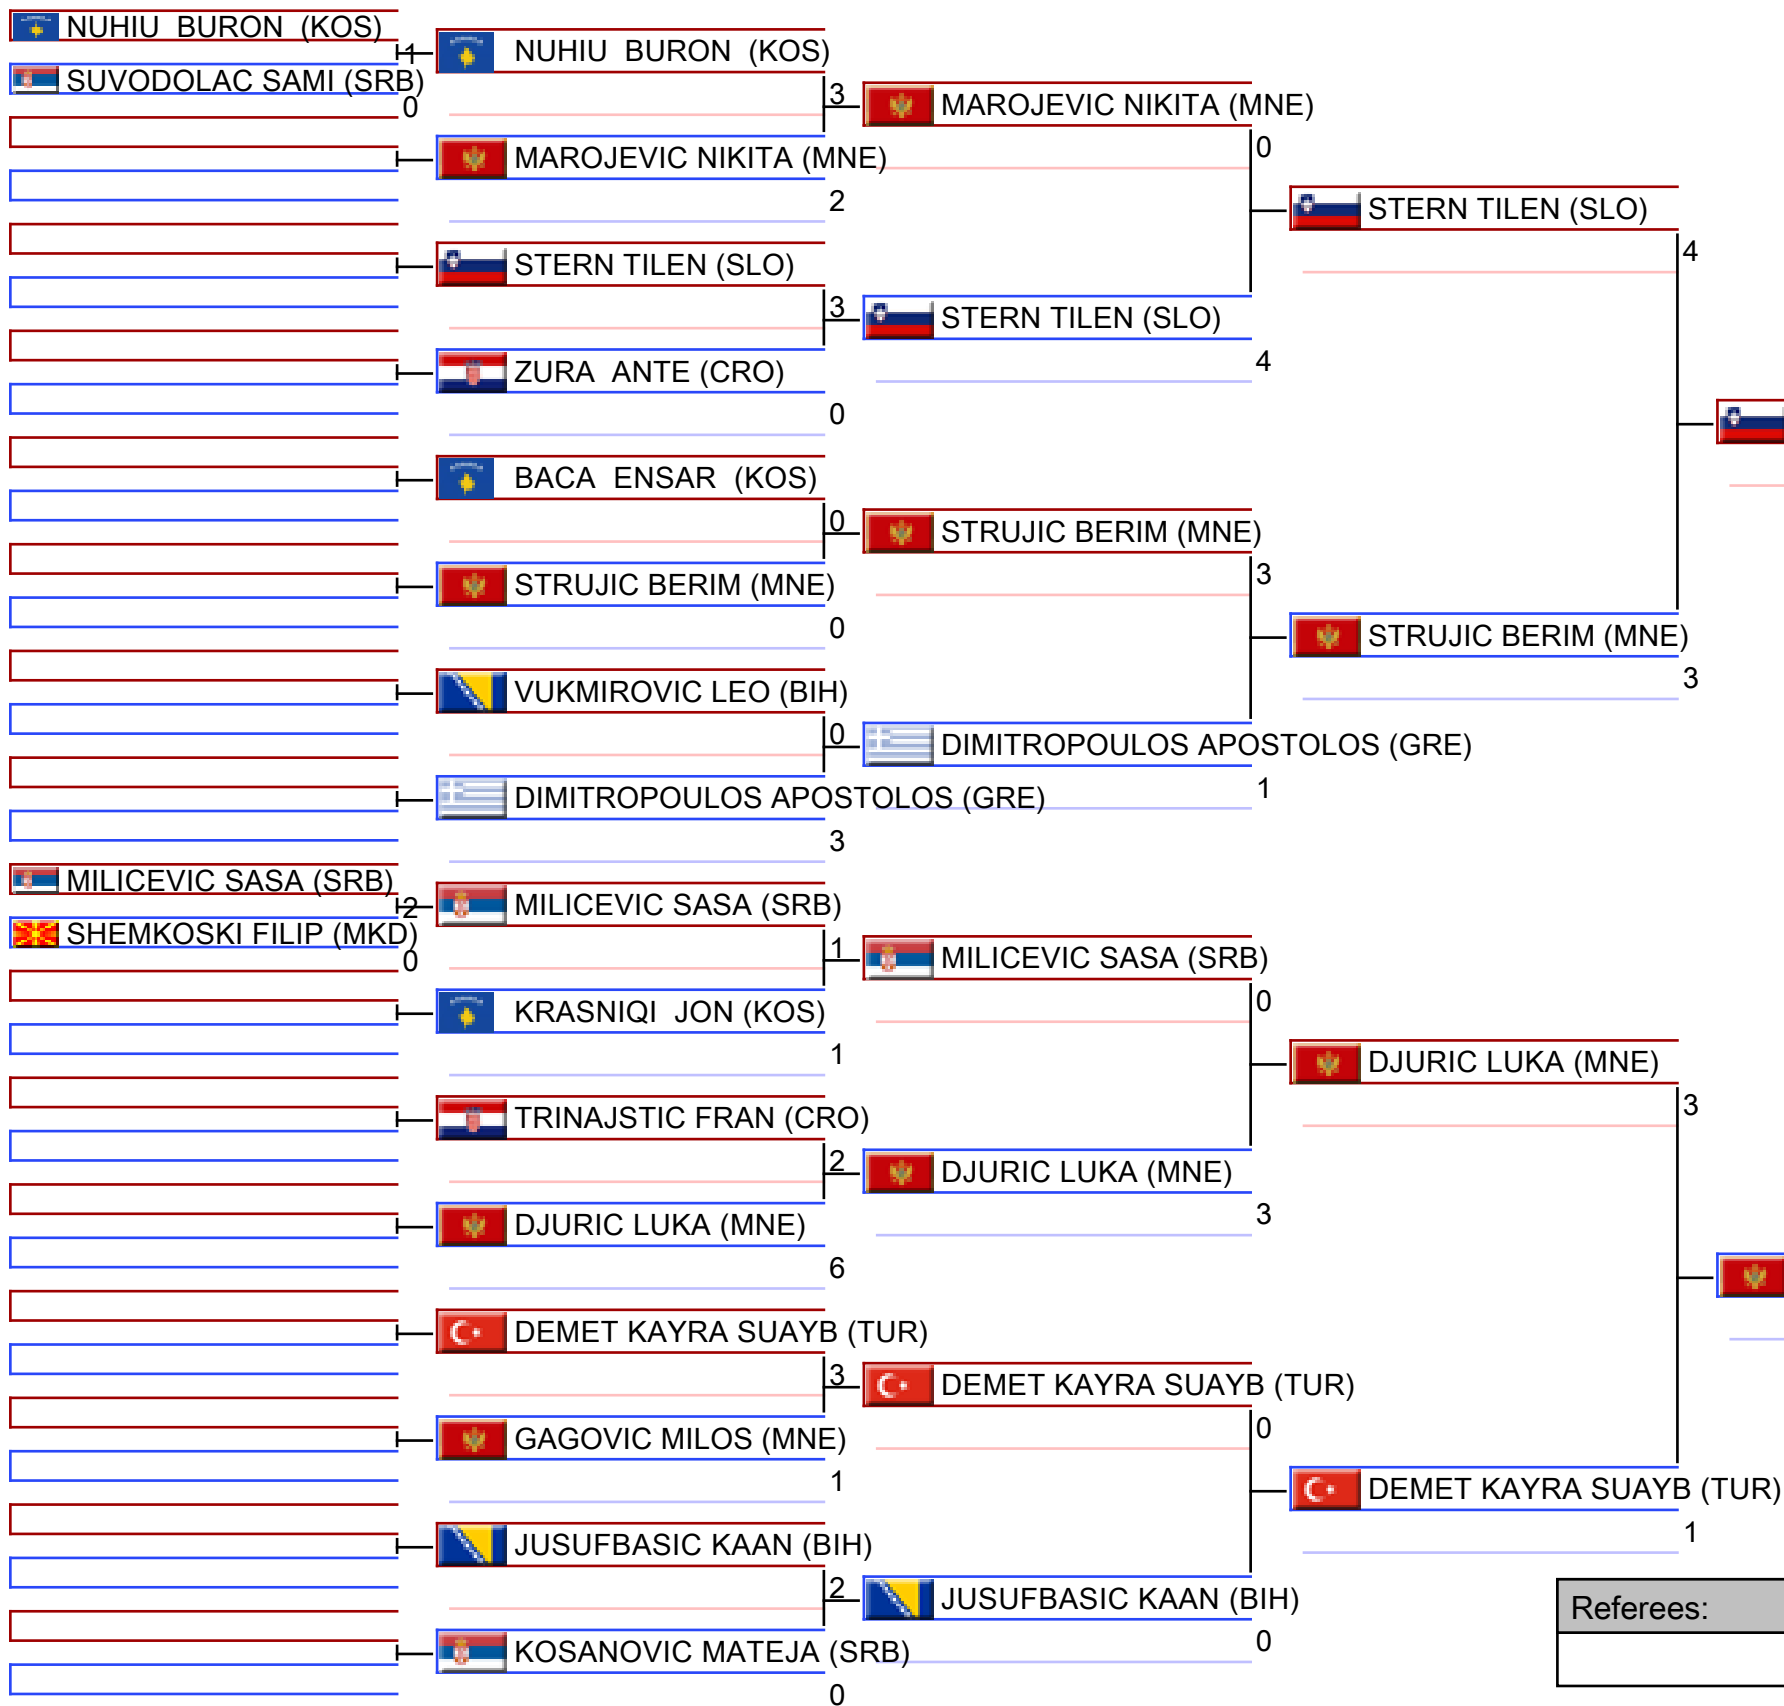 NUHIU  BURON  (KOS)
1
SUVODOLAC SAMI (SRB)
0
MILICEVIC SASA (SRB)
2
SHEMKOSKI FILIP (MKD)
0
NUHIU  BURON  (KOS)
3
MAROJEVIC NIKITA (MNE)
2
STERN TILEN (SLO)
3
ZURA  ANTE (CRO)
0
BACA  ENSAR  (KOS)
0
STRUJIC BERIM (MNE)
0
VUKMIROVIC LEO (BIH)
0
DIMITROPOULOS APOSTOLOS (GRE)
3
MILICEVIC SASA (SRB)
1
KRASNIQI  JON (KOS)
1
TRINAJSTIC FRAN (CRO)
2
DJURIC LUKA (MNE)
6
DEMET KAYRA SUAYB (TUR)
3
GAGOVIC MILOS (MNE)
1
JUSUFBASIC KAAN (BIH)
2
KOSANOVIC MATEJA (SRB)
0
MAROJEVIC NIKITA (MNE)
0
STERN TILEN (SLO)
4
STRUJIC BERIM (MNE)
3
DIMITROPOULOS APOSTOLOS (GRE)
1
MILICEVIC SASA (SRB)
0
DJURIC LUKA (MNE)
3
DEMET KAYRA SUAYB (TUR)
0
JUSUFBASIC KAAN (BIH)
0
STERN TILEN (SLO)
4
STRUJIC BERIM (MNE)
3
DJURIC LUKA (MNE)
3
DEMET KAYRA SUAYB (TUR)
1
Referees: